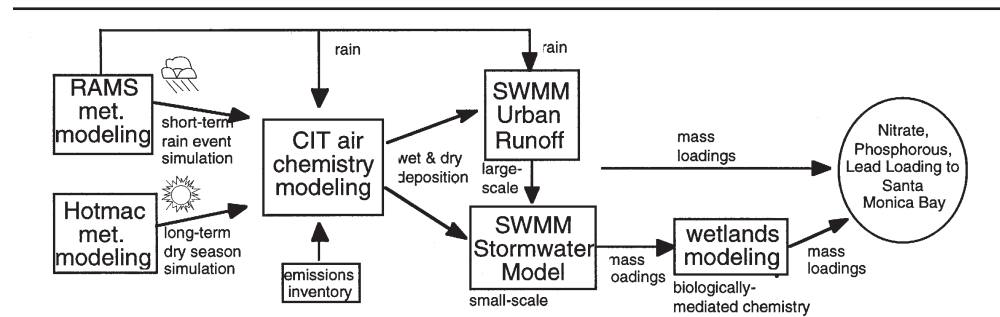 rain
rain
RAMS
met.
modeling
short-term
rain event
simulation
Hotmac
met.
modeling
long-term
dry season
simulation
CIT air
chemistry
modeling
emissions
inventory
wet & dry
deposition
SWMM
Urban
Runoff
large-
scale
SWMM
Stormwater
Model
small-scale
mass
loadings
mass
oadings
wetlands
modeling
biologically-
mediated chemistry
mass
loadings
Nitrate,
Phosphorous,
Lead Loading to
Santa
Monica Bay